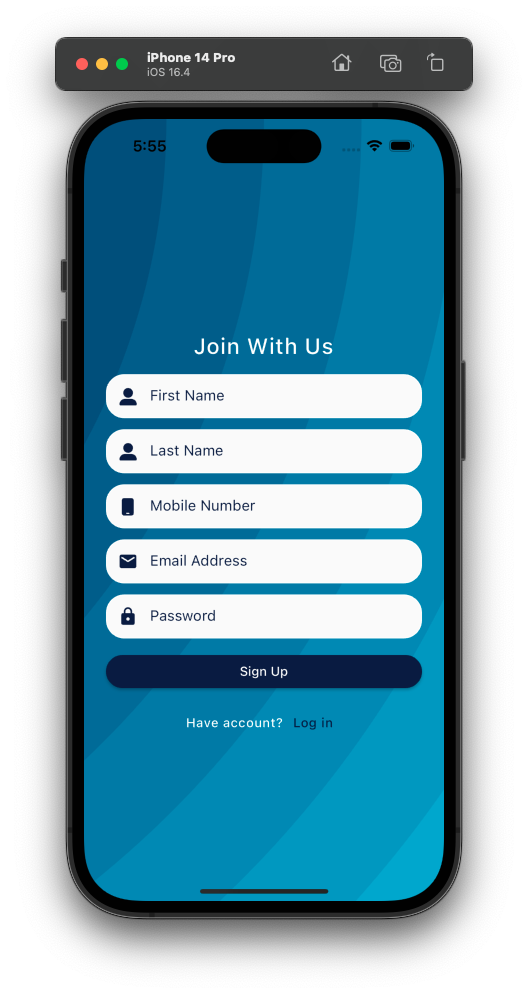 iPhone 14 Pro
iOS 16.4
5:55
Join With Us
First Name
Last Name
Mobile Number
Email Address
Password
Sign Up
Have account? Log in